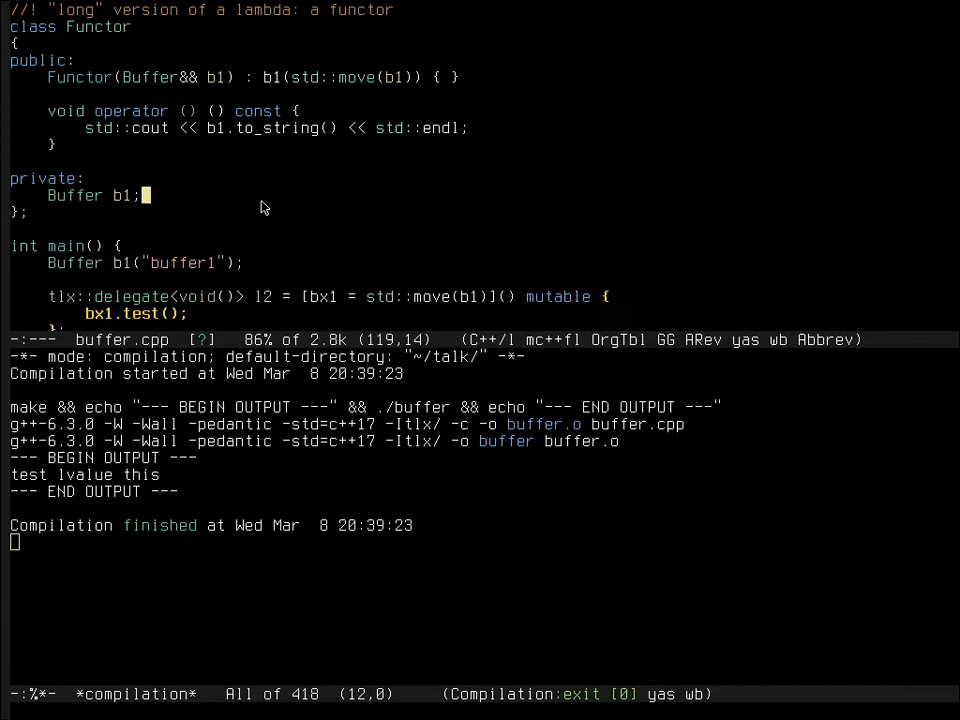 //! "long" version of a lambda: a functor
class Functor
{
public:
    Functor(Buffer&& b1) : b1(std::move(b1)) { }
    void operator () () const {
        std::cout << b1.to_string() << std::endl;
    }
private:
    Buffer b1;
};
int main() {
    Buffer b1("buffer1");
    tlx::delegate<void()> l2 = [bx1 = std::move(b1)]() mutable {
        bx1.test();
    };
-:---  buffer.cpp  [?]   86% of 2.8k (119,14)   (C++/l mc++fl OrgTbl GG ARev yas wb Abbrev)
-*- mode: compilation; default-directory: "~/talk/" -*-
Compilation started at Wed Mar  8 20:39:23
make && echo "--- BEGIN OUTPUT ---" && ./buffer && echo "--- END OUTPUT ---"
g++-6.3.0 -W -Wall -pedantic -std=c++17 -Itlx/ -c -o buffer.o buffer.cpp
g++-6.3.0 -W -Wall -pedantic -std=c++17 -Itlx/ -o buffer buffer.o
--- BEGIN OUTPUT ---
test lvalue this
--- END OUTPUT ---
Compilation finished at Wed Mar  8 20:39:23
-:%*-  *compilation*   All of 418  (12,0)     (Compilation:exit [0] yas wb)